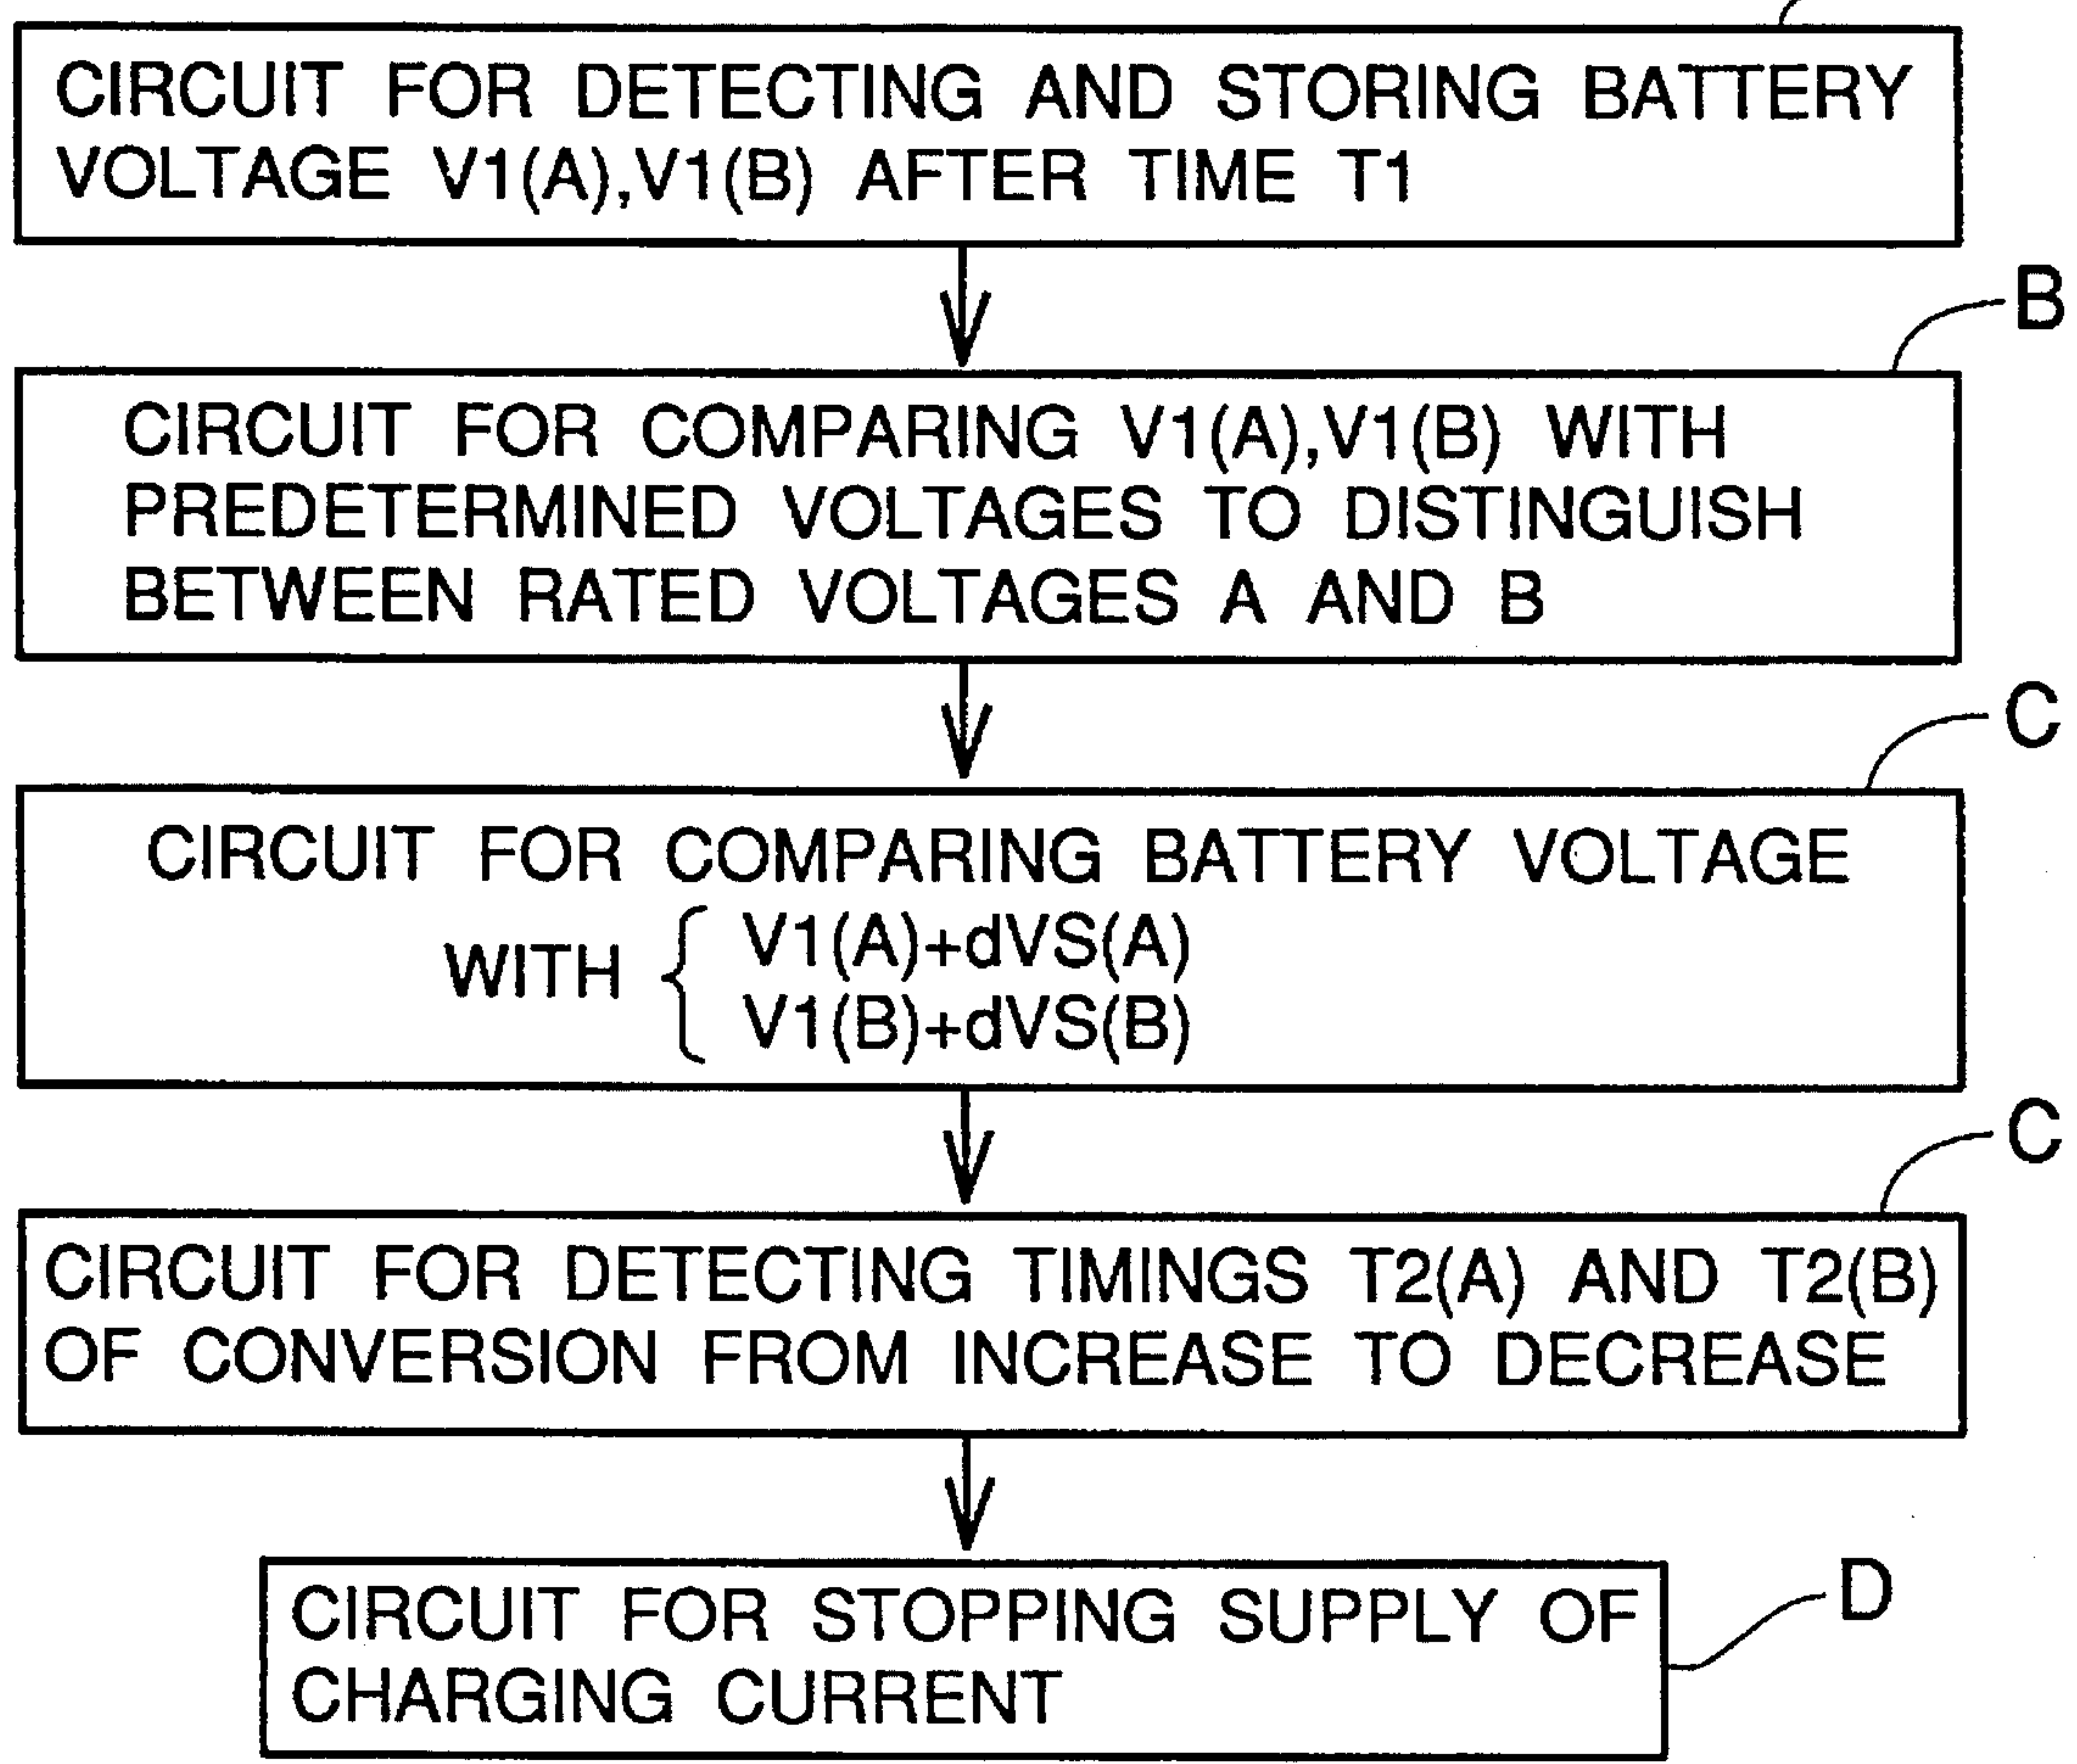 CIRCUIT FOR DETECTING AND STORING BATTERY
VOLTAGE V1(A),V1(B) AFTER TIME T1
B
CIRCUIT FOR COMPARING V1(A),V1(B) WITH
PREDETERMINED VOLTAGES TO DISTINGUISH
BETWEEN RATED VOLTAGES A AND B
C
CIRCUIT FOR COMPARING BATTERY VOLTAGE
WITH { V1(A)+dVS(A)
V1(B)+dVS(B)
C
CIRCUIT FOR DETECTING TIMINGS T2(A) AND T2(B)
OF CONVERSION FROM INCREASE TO DECREASE
CIRCUIT FOR STOPPING SUPPLY OF
CHARGING CURRENT
D